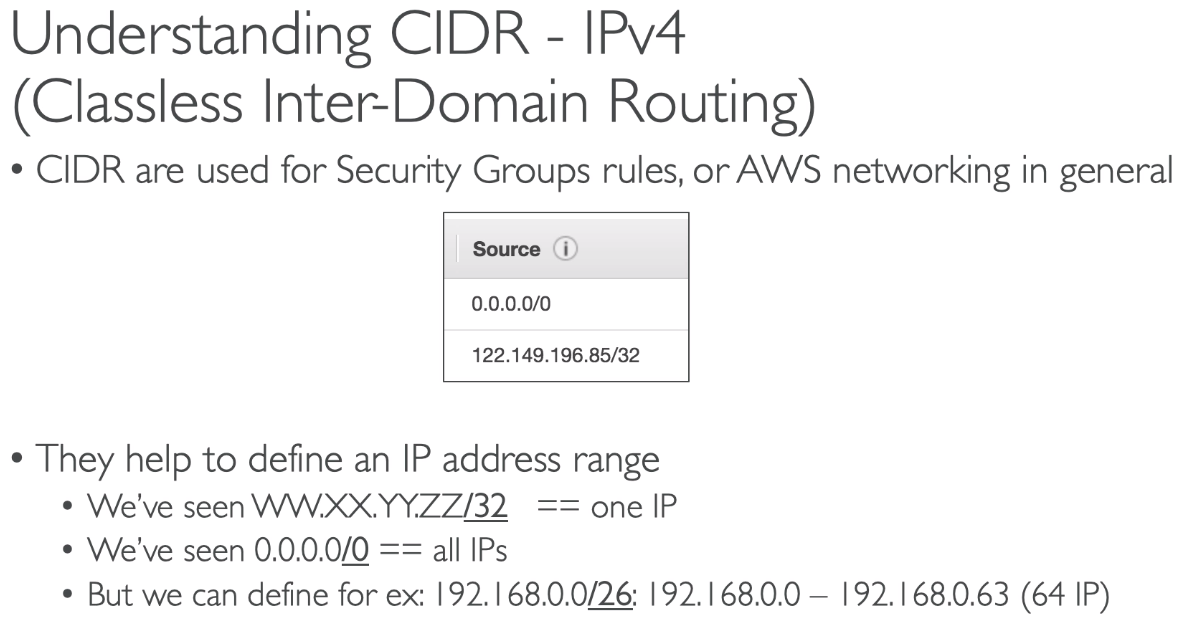 Understanding CIDR - IPv4
(Classless Inter-Domain Routing)
• CIDR are used for Security Groups rules, or AWS networking in general
Source
0.0.0.0/0
122.149.196.85/32
• They help to define an IP address range
• We've seen WW.XX.YY.ZZ/32 == one IP
• We've seen 0.0.0.0/0 == all IPs
• But we can define for ex: 192.168.0.0/26: 192.168.0.0 – 192.168.0.63 (64 IP)